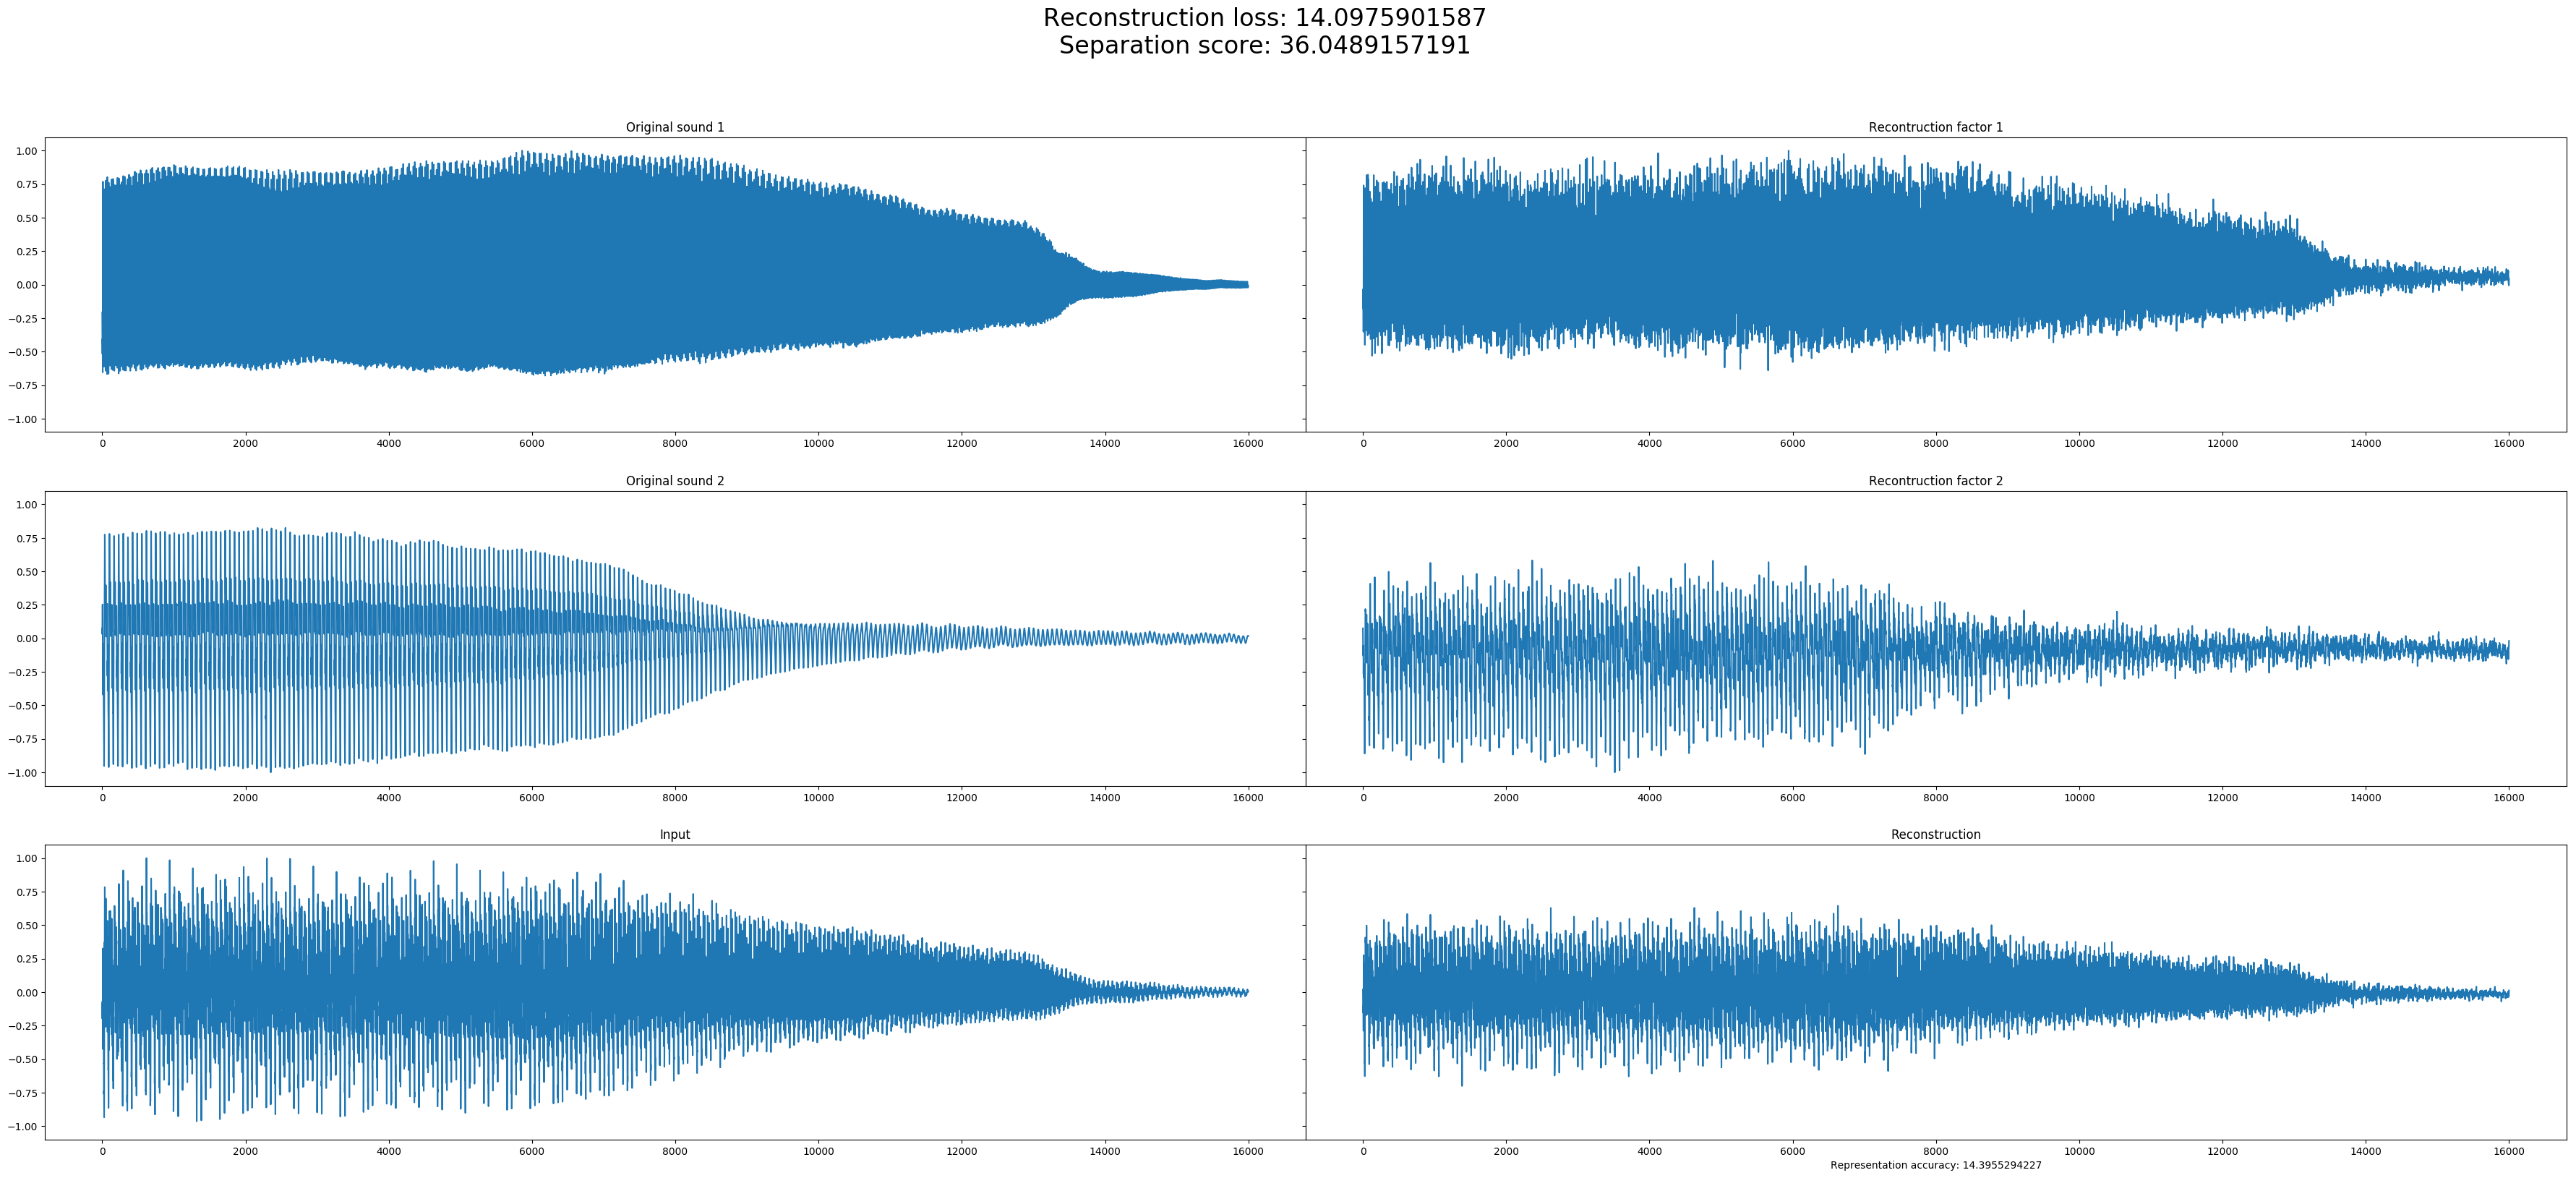 Reconstruction loss: 14.0975901587
Separation score: 36.0489157191
Original sound 1
Recontruction factor 1
1.00
0.75
0.50
0.25
0.00
−0.25
−0.50
−0.75
−1.00
0 2000 4000 6000 8000 10000 12000 14000 16000
0 2000 4000 6000 8000 10000 12000 14000 16000
Original sound 2
Recontruction factor 2
1.00
0.75
0.50
0.25
0.00
−0.25
−0.50
−0.75
−1.00
0 2000 4000 6000 8000 10000 12000 14000 16000
0 2000 4000 6000 8000 10000 12000 14000 16000
Input
Reconstruction
1.00
0.75
0.50
0.25
0.00
−0.25
−0.50
−0.75
−1.00
0 2000 4000 6000 8000 10000 12000 14000 16000
0 2000 4000 6000 8000 10000 12000 14000 16000
Representation accuracy: 14.3955294227